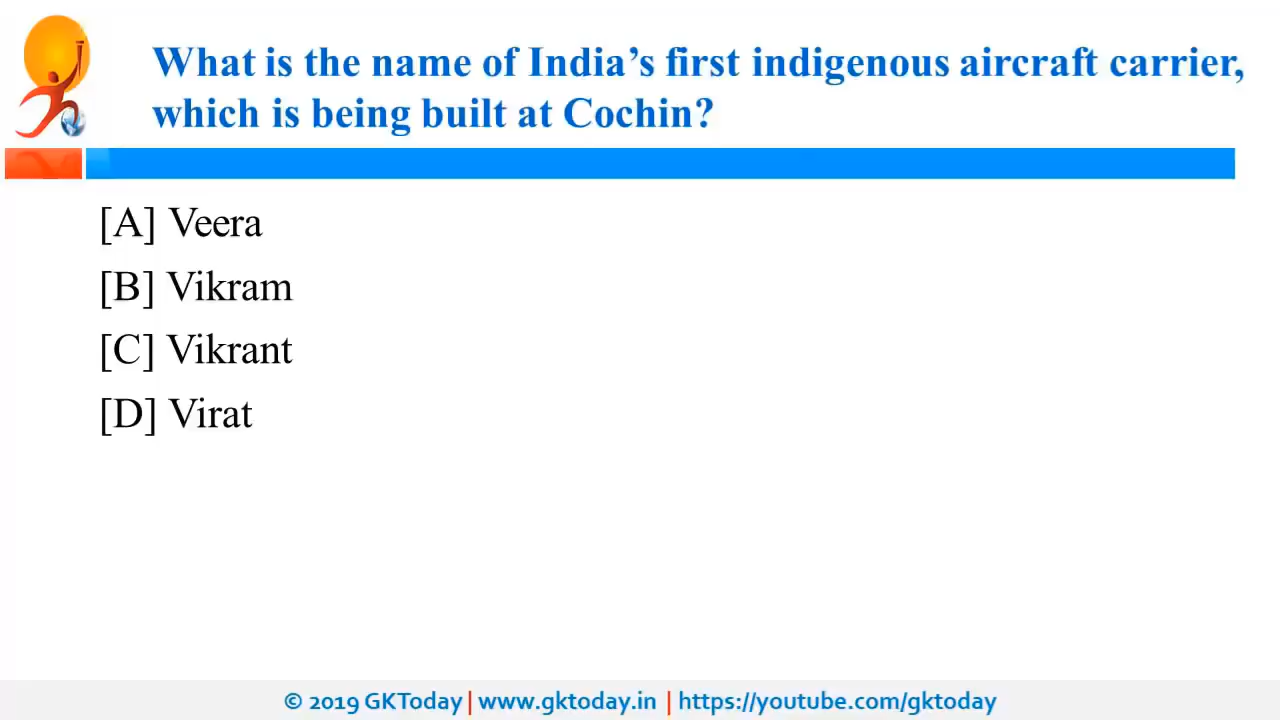 What is the name of India’s first indigenous aircraft carrier,
which is being built at Cochin?
[A] Veera
[B] Vikram
[C] Vikrant
[D] Virat
© 2019 GKToday | www.gktoday.in | https://youtube.com/gktoday